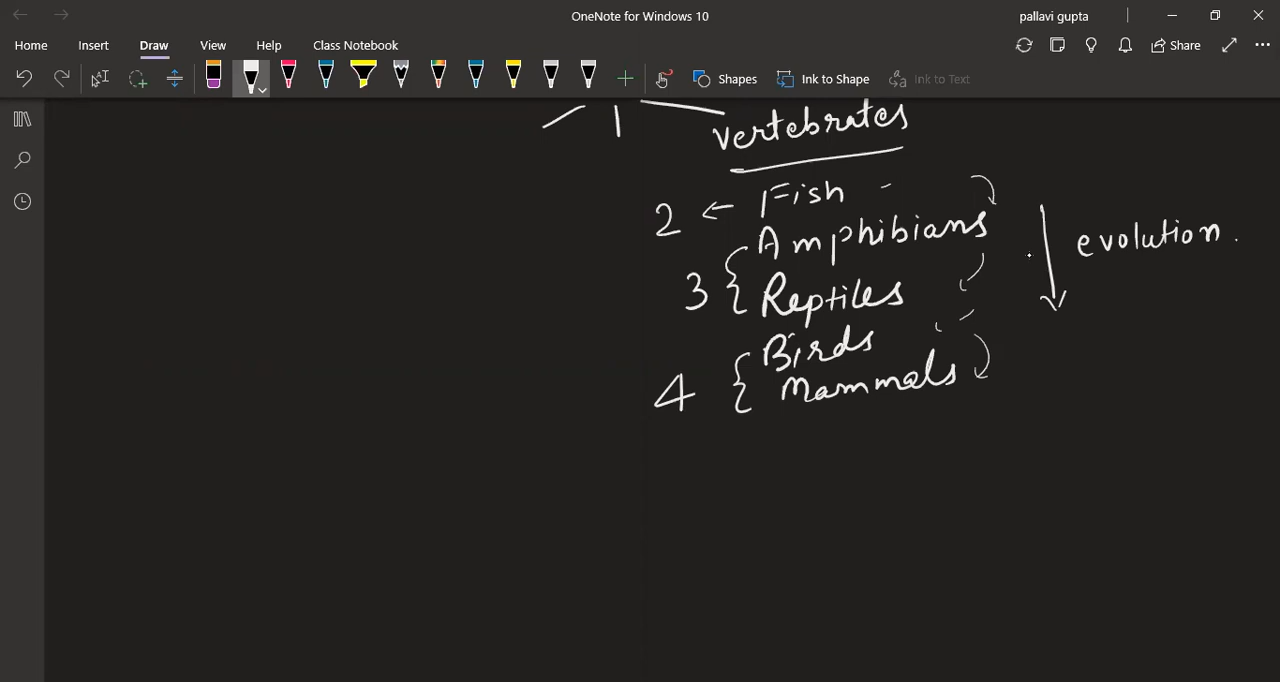 OneNote for Windows 10
pallavi gupta
Home Insert Draw View Help Class Notebook
Share
Shapes Ink to Shape Ink to Text
vertebrates
2 ← Fish
Amphibians
evolution.
3 { Reptiles
Birds
4 { Mammals